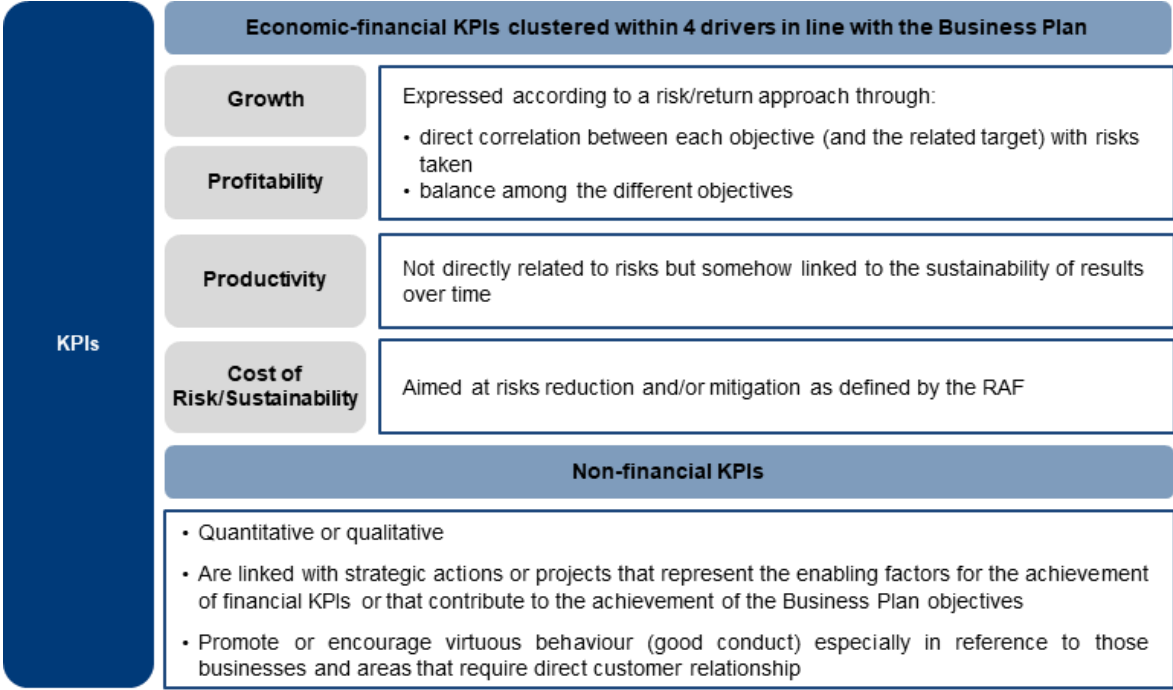 KPIs
Economic-financial KPIs clustered within 4 drivers in line with the Business Plan
Growth
Profitability
Expressed according to a risk/return approach through:
• direct correlation between each objective (and the related target) with risks
taken
• balance among the different objectives
Productivity
Not directly related to risks but somehow linked to the sustainability of results
over time
Cost of
Risk/Sustainability
Aimed at risks reduction and/or mitigation as defined by the RAF
Non-financial KPIs
• Quantitative or qualitative
• Are linked with strategic actions or projects that represent the enabling factors for the achievement
of financial KPIs or that contribute to the achievement of the Business Plan objectives
• Promote or encourage virtuous behaviour (good conduct) especially in reference to those
businesses and areas that require direct customer relationship